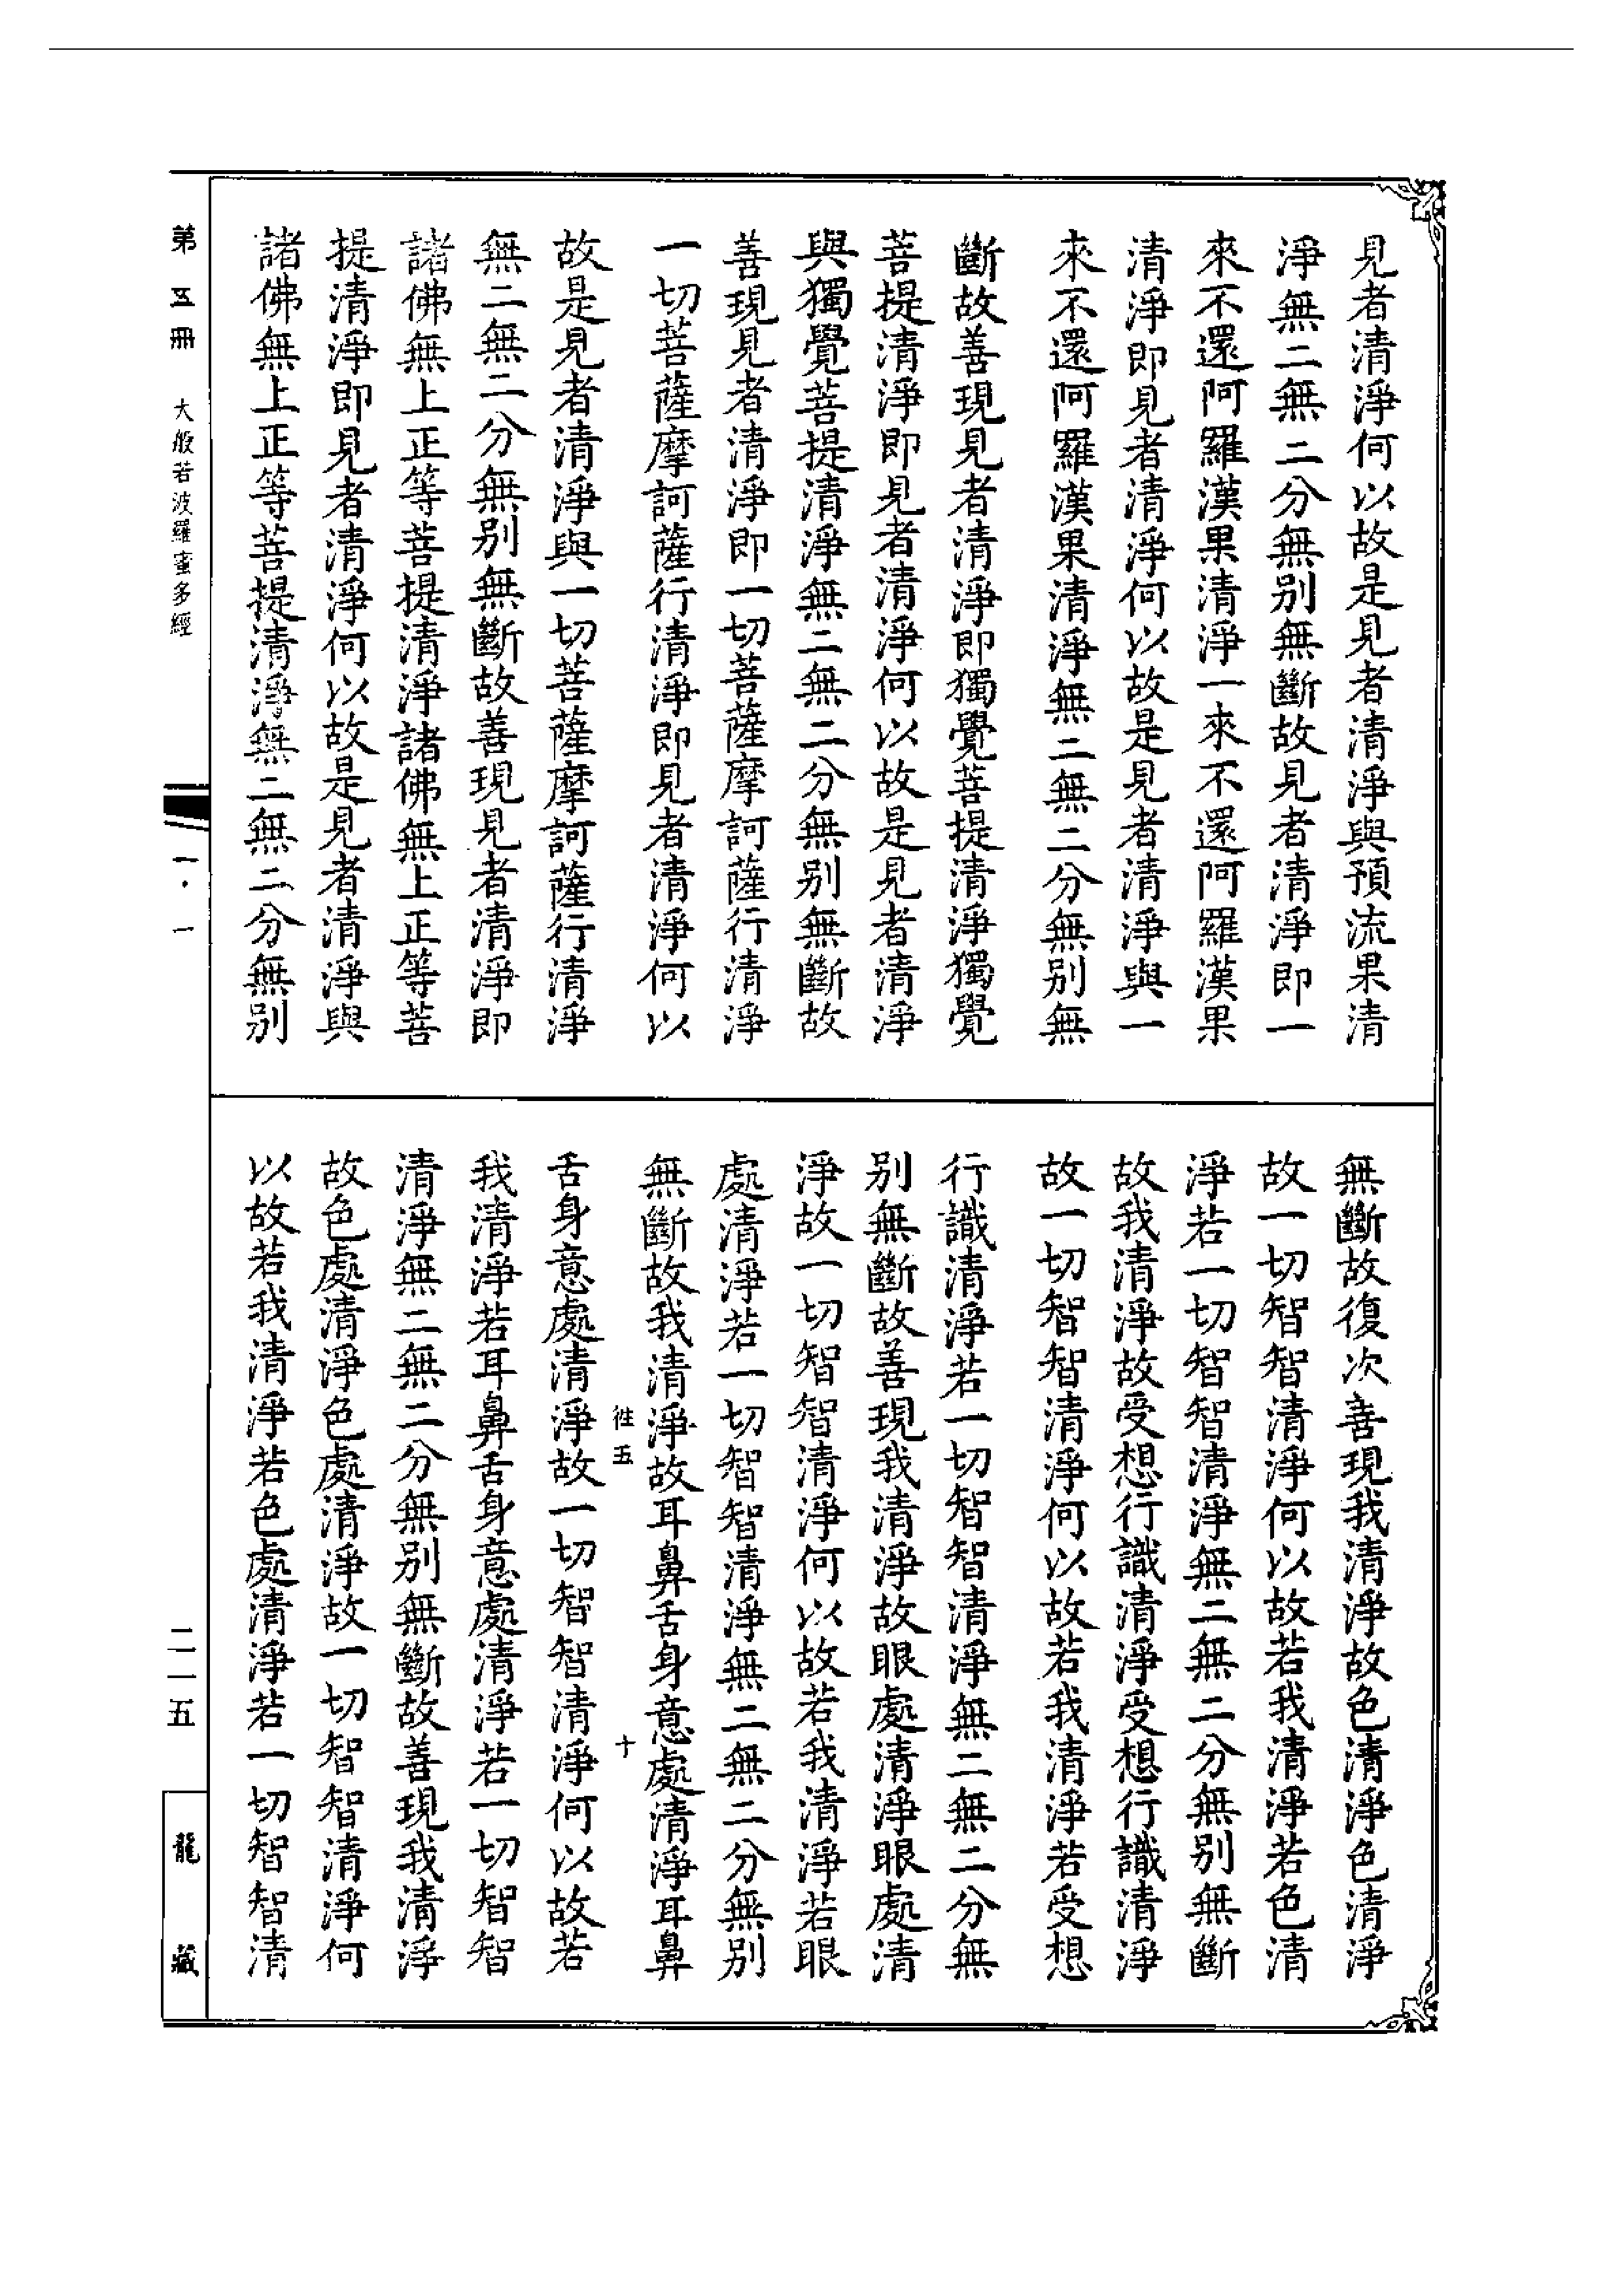 見者清淨何以故是見者清淨與預流果清
淨無二無二分無別無斷故見者清淨即一
來不還阿羅漢果清淨一來不還阿羅漢果
清淨即見者清淨何以故是見者清淨與一
來不還阿羅漢果清淨無二無二分無別無
斷故善現見者清淨即獨覺菩提清淨獨覺
菩提清淨即見者清淨何以故是見者清淨
與獨覺菩提清淨無二無二分無別無斷故
善現見者清淨即一切菩薩摩訶薩行清淨
一切菩薩摩訶薩行清淨即見者清淨何以
故是見者清淨與一切菩薩摩訶薩行清淨
無二無二分無別無斷故善現見者清淨即
諸佛無上正等菩提清淨諸佛無上正等菩
提清淨即見者清淨何以故是見者清淨與
諸佛無上正等菩提清淨無二無二分無別
無斷故復次善現我清淨故色清淨色清淨
故一切智智清淨何以故若我清淨若色清
淨若一切智智清淨無二無二分無別無斷
故我清淨故受想行識清淨受想行識清淨
故一切智智清淨何以故若我清淨若受想
行識清淨若一切智智清淨無二無二分無
別無斷故善現我清淨故眼處清淨眼處清
淨故一切智智清淨何以故若我清淨若眼
處清淨若一切智智清淨無二無二分無別
無斷故我清淨故耳鼻舌身意處清淨耳鼻
徃五 十
舌身意處清淨故一切智智清淨何以故若
我清淨若耳鼻舌身意處清淨若一切智智
清淨無二無二分無別無斷故善現我清淨
故色處清淨色處清淨故一切智智清淨何
以故若我清淨若色處清淨若一切智智清
第五冊 大般若波羅蜜多經 一·一 二一五 龍藏